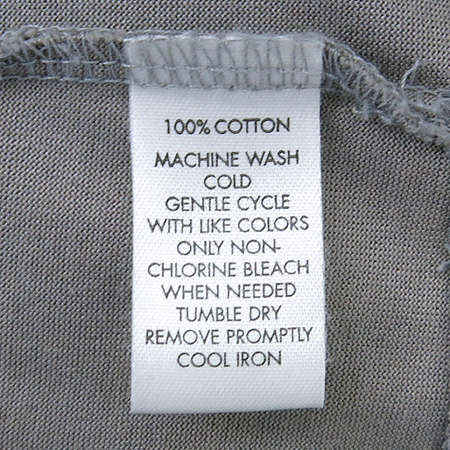 100% COTTON
MACHINE WASH
COLD
GENTLE CYCLE
WITH LIKE COLORS
ONLY NON-
CHLORINE BLEACH
WHEN NEEDED
TUMBLE DRY
REMOVE PROMPTLY
COOL IRON